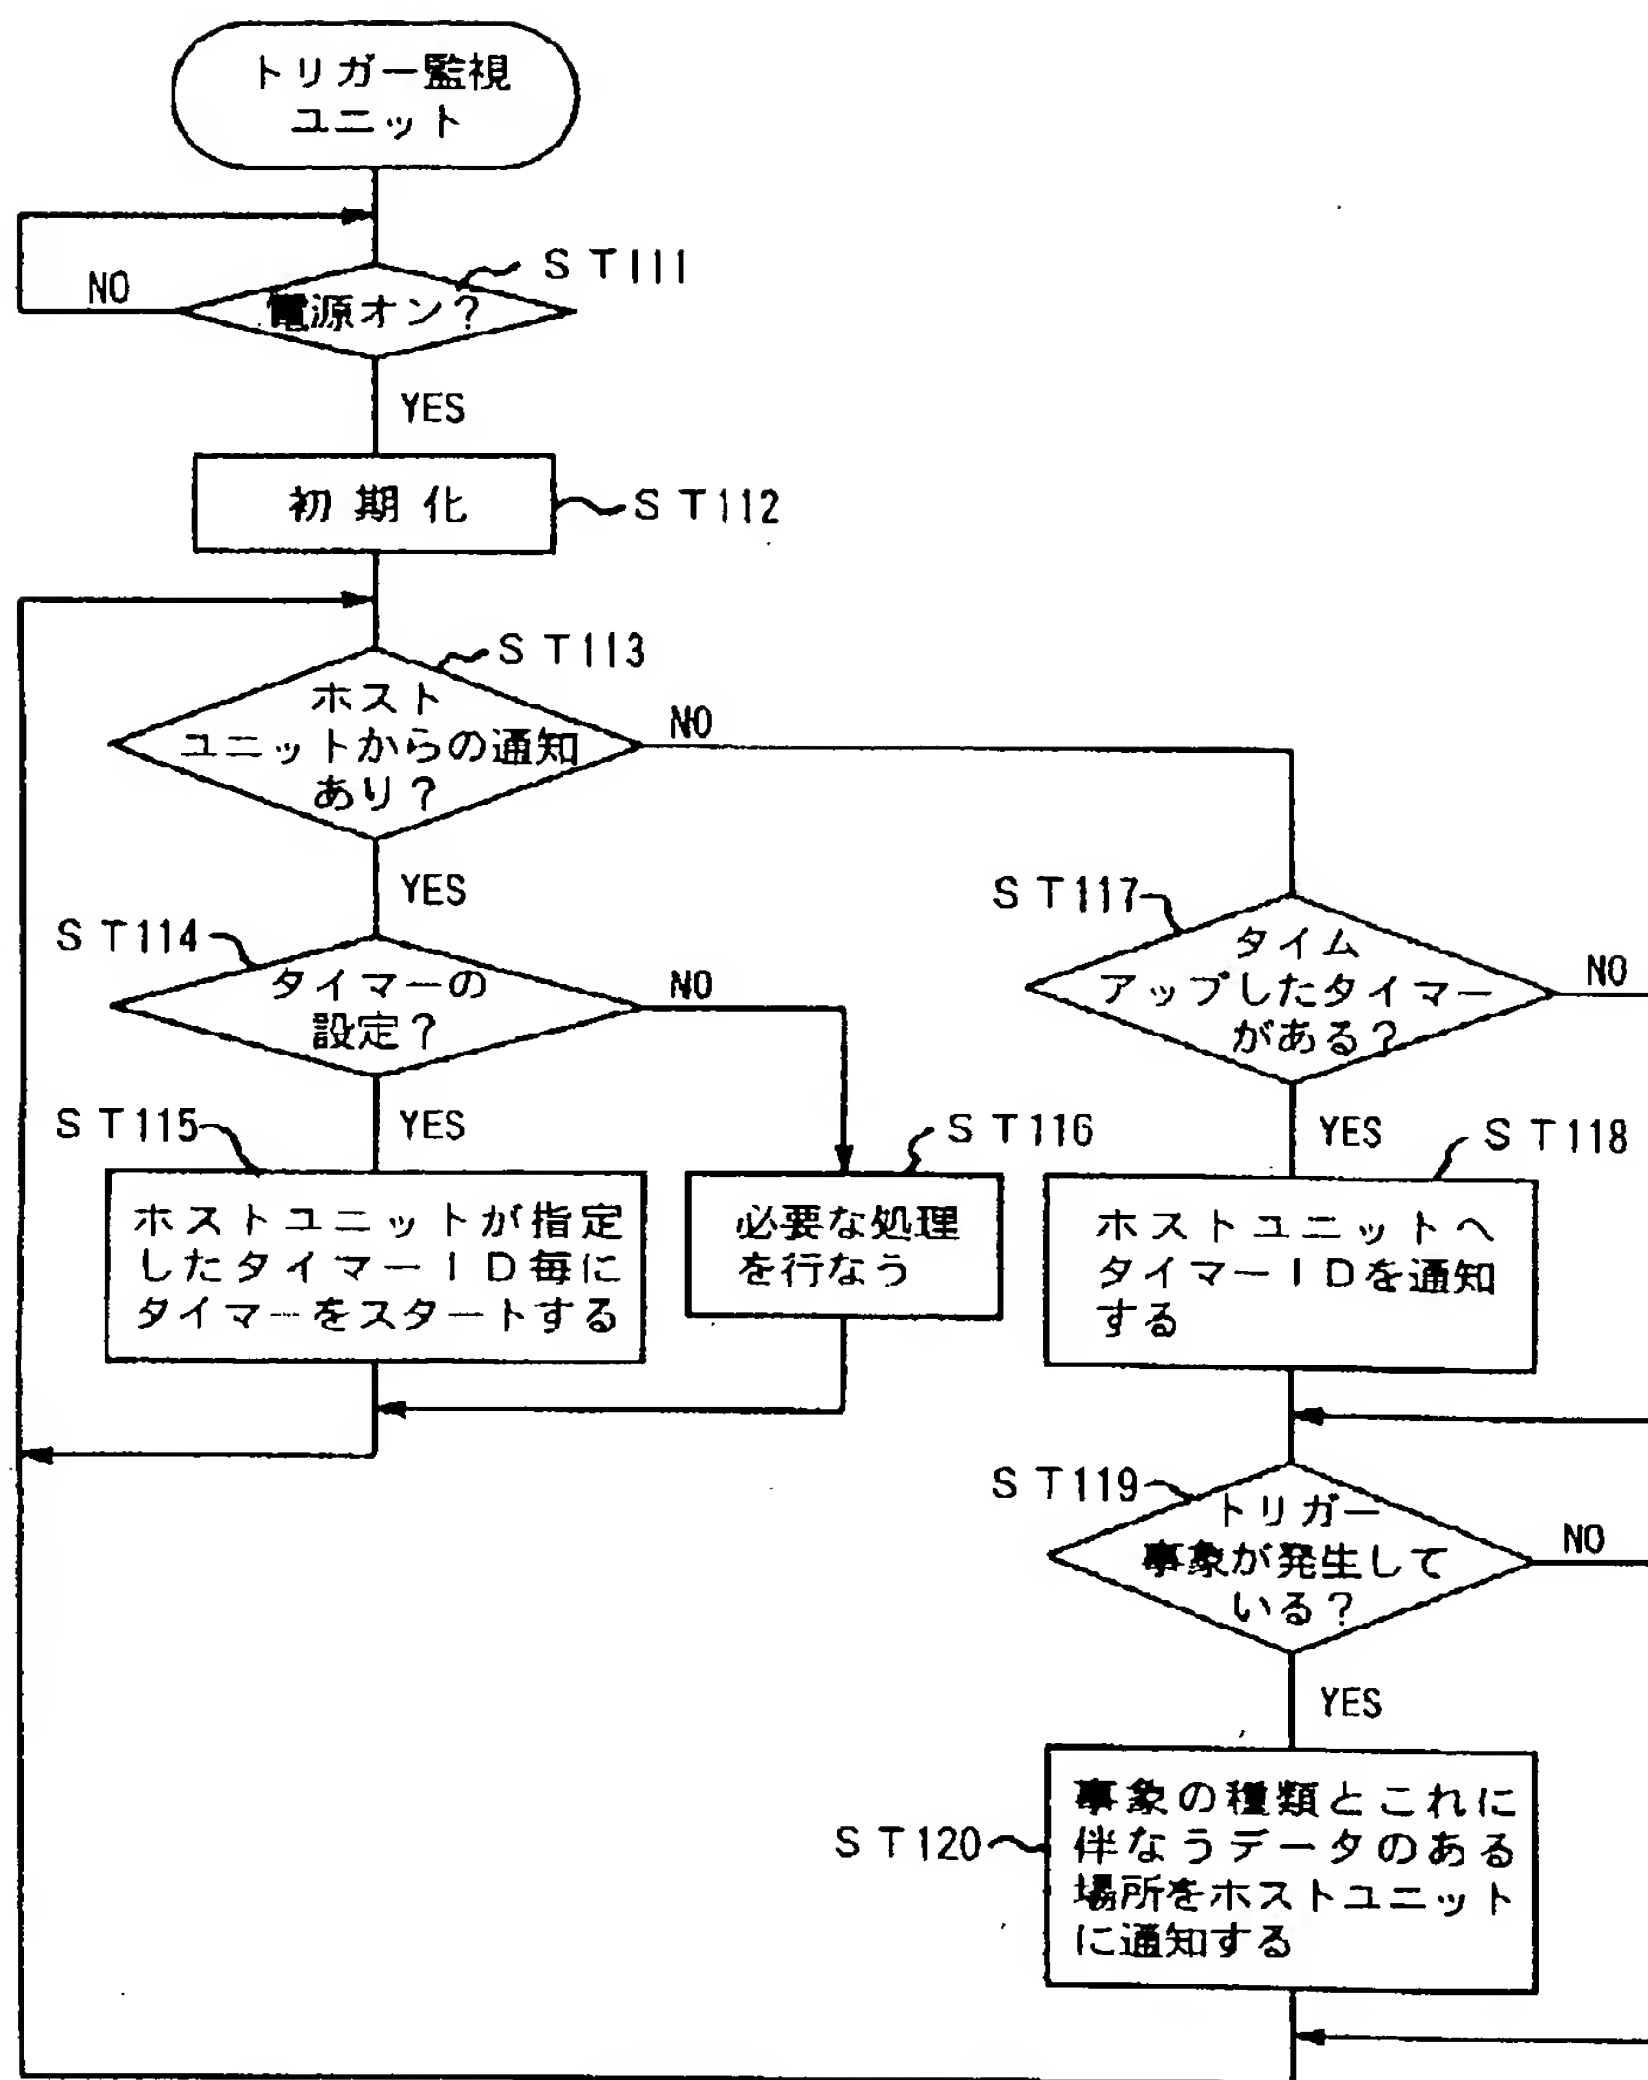 トリガー監視
ユニット
ST111
NO
電源オン?
YES
初期化
ST112
ST113
ホスト
ユニットからの通知
あり?
NO
YES
ST114
タイマーの
設定?
NO
ST117
タイム
アップしたタイマー
がある?
NO
ST115
YES
ホストユニットが指定
したタイマーID毎に
タイマーをスタートする
ST116
必要な処理
を行なう
YES
ST118
ホストユニットへ
タイマーIDを通知
する
ST119
トリガー
事象が発生して
いる?
NO
YES
ST120
事象の種類とこれに
伴なうデータのある
場所をホストユニット
に通知する